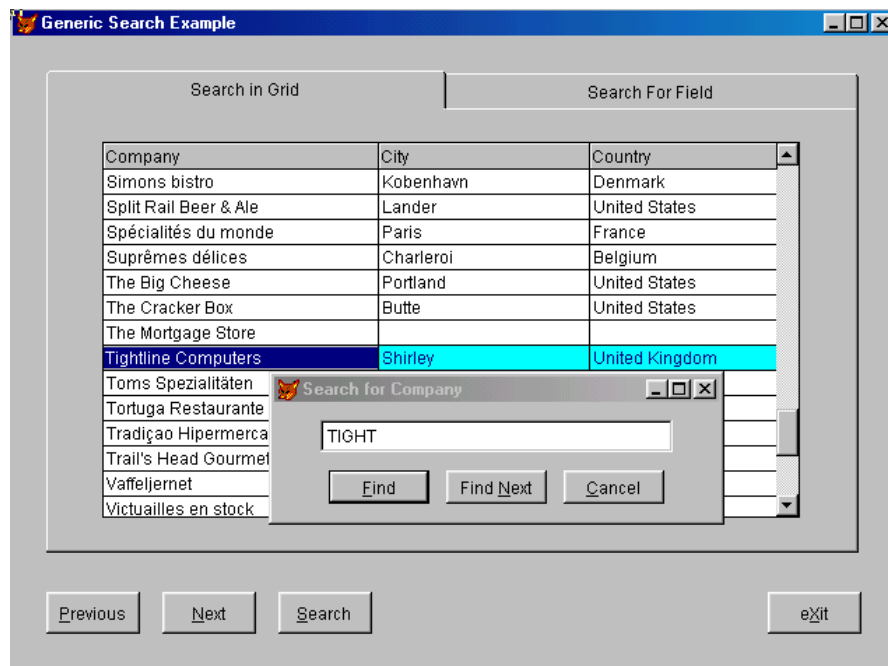 Generic Search Example
Search in Grid Search For Field
Company City Country
Simons bistro Kobenhavn Denmark
Split Rail Beer & Ale Lander United States
Spécialités du monde Paris France
Suprêmes délices Charleroi Belgium
The Big Cheese Portland United States
The Cracker Box Butte United States
The Mortgage Store
Tightline Computers Shirley United Kingdom
Toms Spezialitäten
Tortuga Restaurante
Tradiçao Hipermerca
Trail's Head Gourmet
Vaffeljernet
Victuailles en stock
Search for Company
TIGHT
Find Find Next Cancel
Previous Next Search eXit